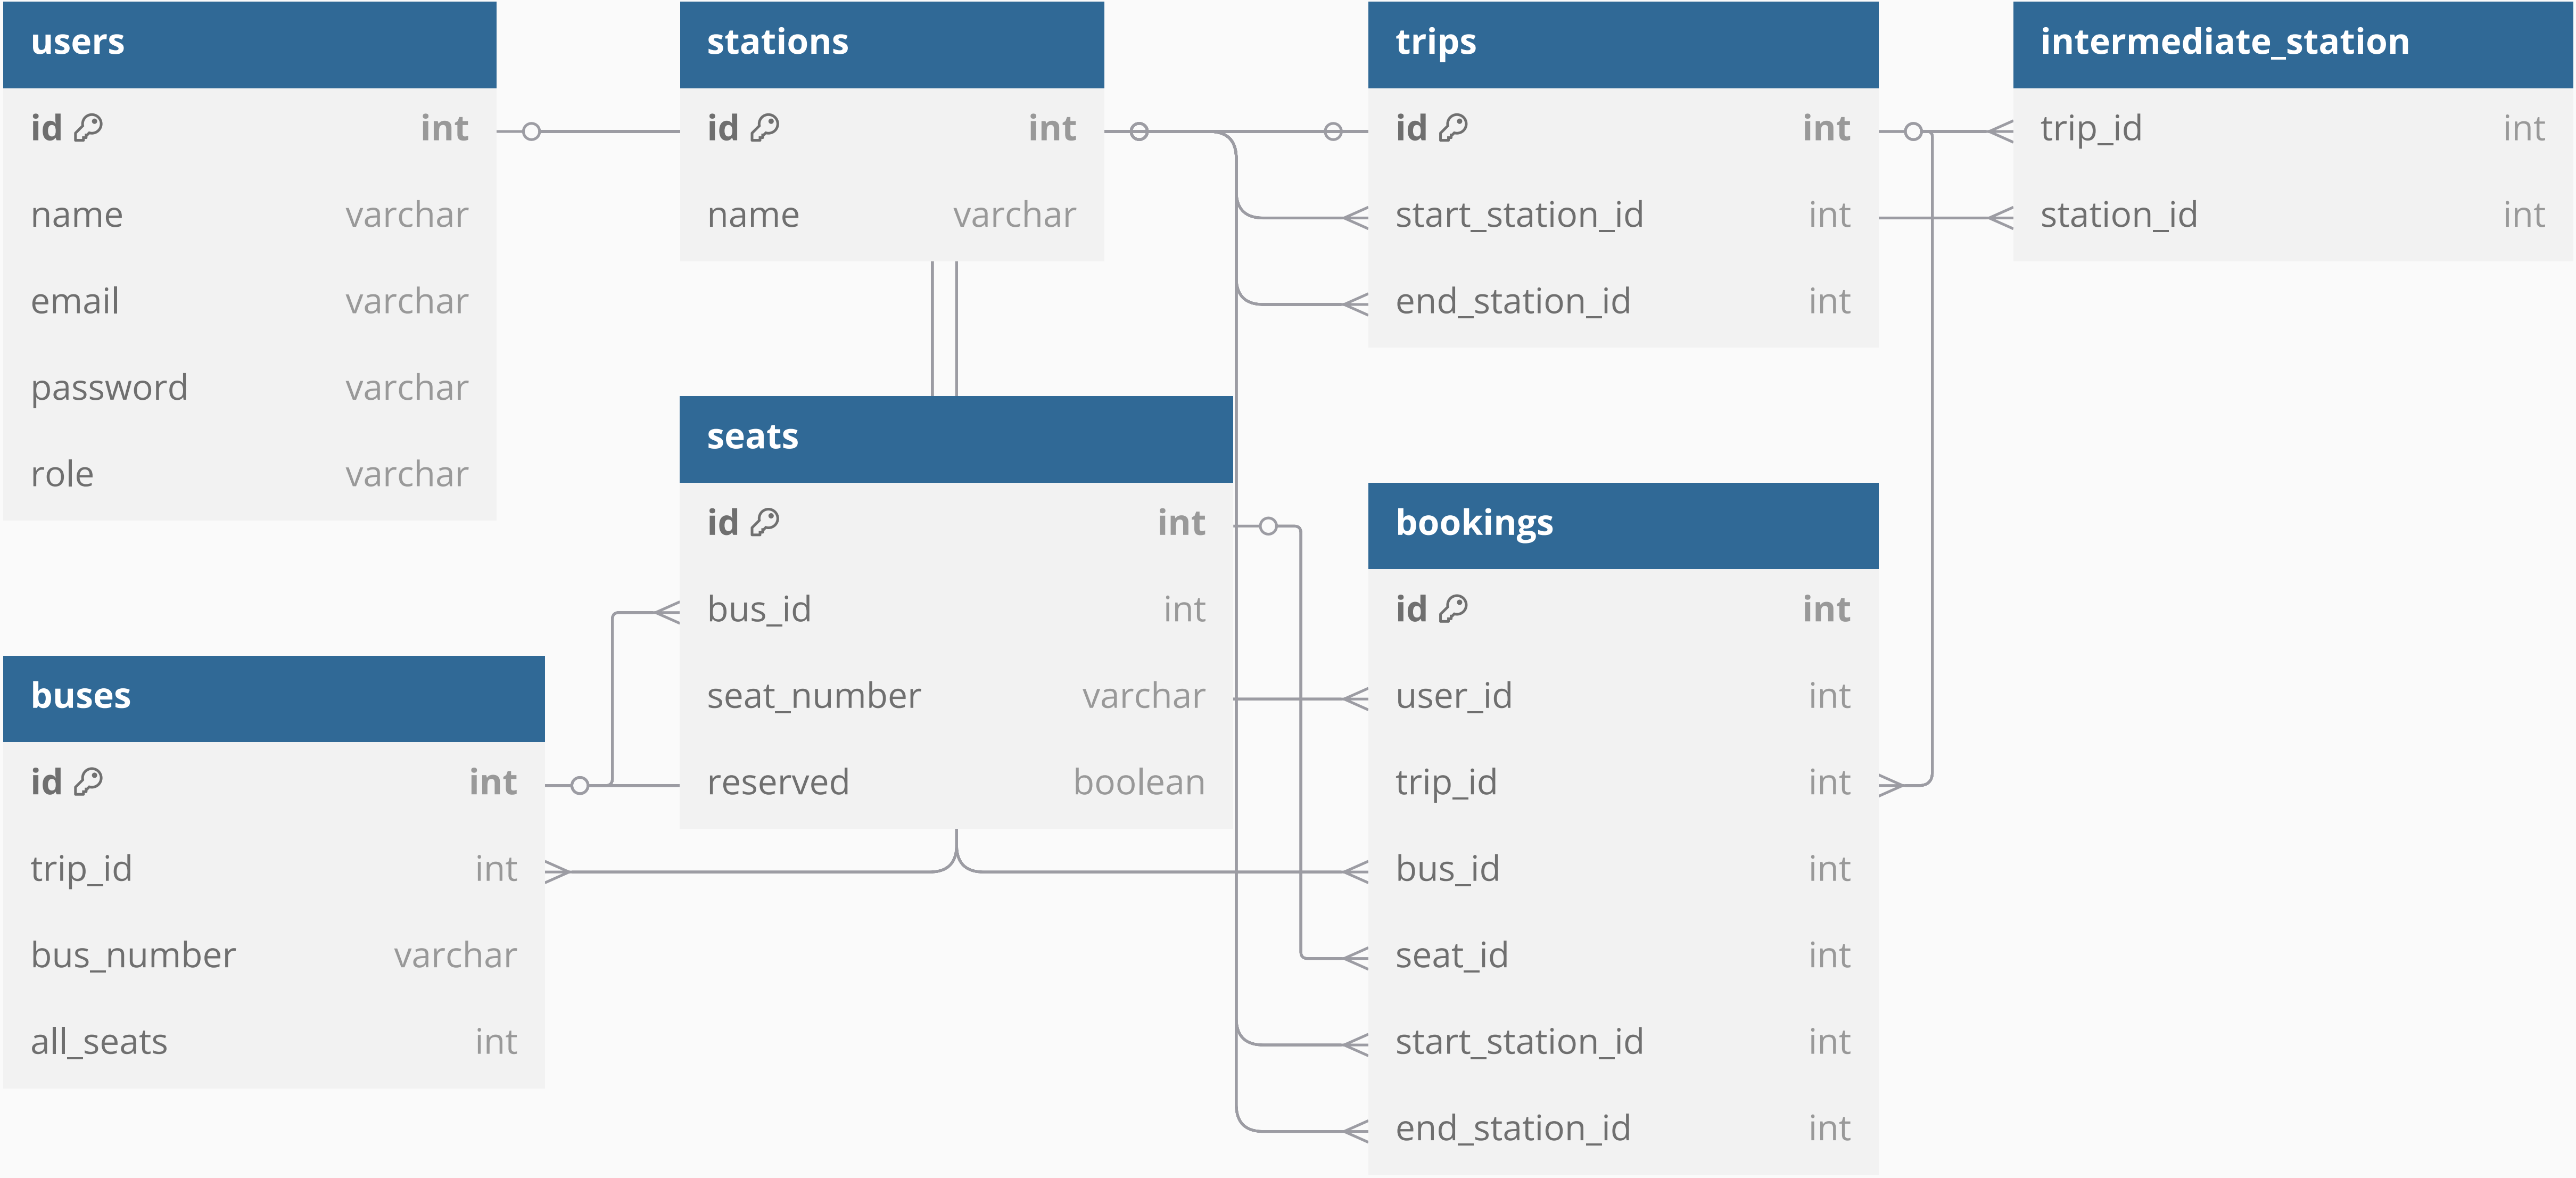 users
id int
name varchar
email varchar
password varchar
role varchar
stations
id int
name varchar
trips
id int
start_station_id int
end_station_id int
intermediate_station
trip_id int
station_id int
seats
id int
bus_id int
seat_number varchar
reserved boolean
bookings
id int
user_id int
trip_id int
bus_id int
seat_id int
start_station_id int
end_station_id int
buses
id int
trip_id int
bus_number varchar
all_seats int